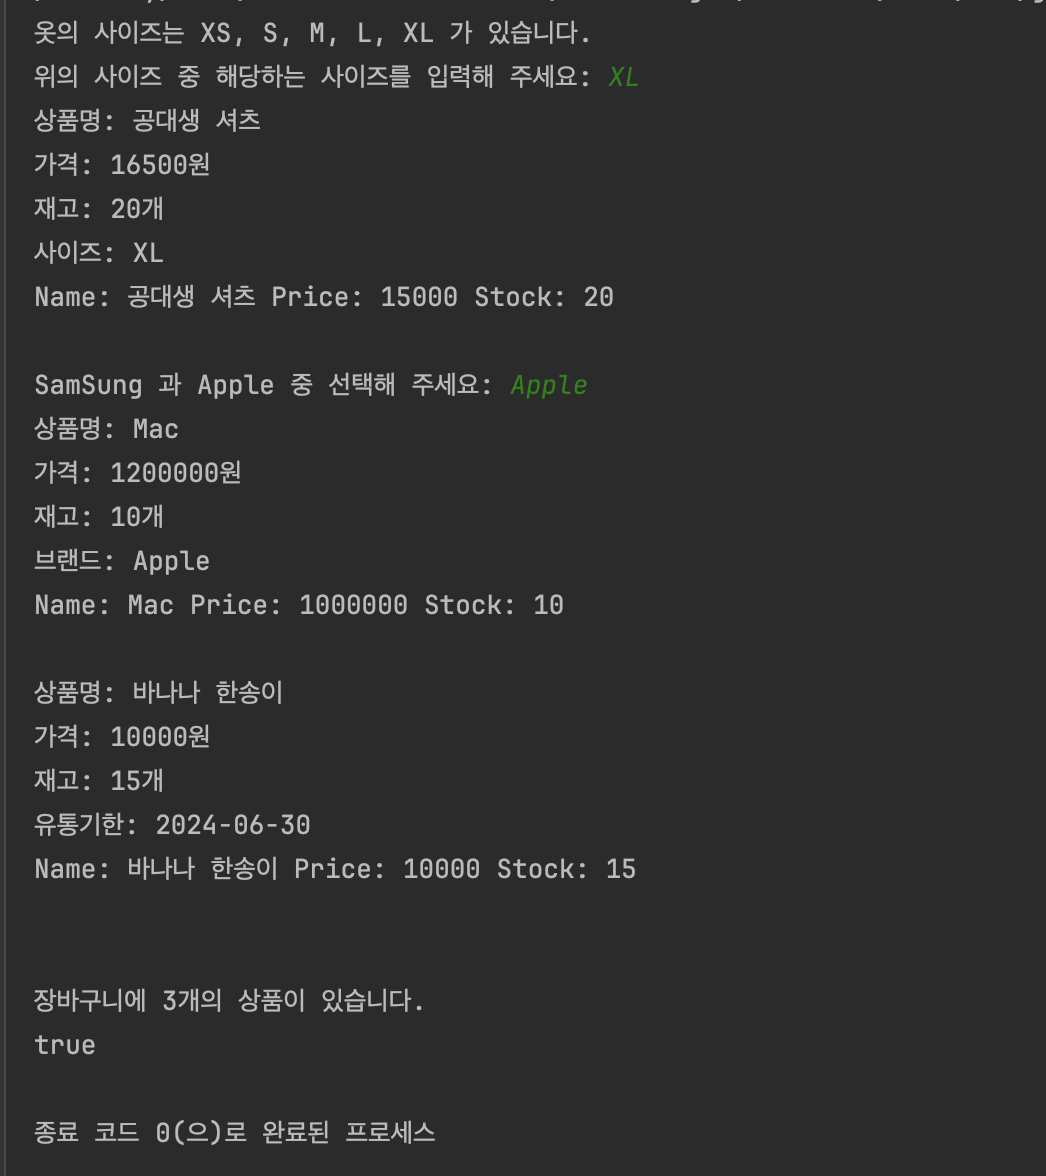 옷의 사이즈는 XS, S, M, L, XL 가 있습니다.
위의 사이즈 중 해당하는 사이즈를 입력해 주세요: XL
상품명: 공대생 셔츠
가격: 16500원
재고: 20개
사이즈: XL
Name: 공대생 셔츠 Price: 15000 Stock: 20
SamSung 과 Apple 중 선택해 주세요: Apple
상품명: Mac
가격: 1200000원
재고: 10개
브랜드: Apple
Name: Mac Price: 1000000 Stock: 10
상품명: 바나나 한송이
가격: 10000원
재고: 15개
유통기한: 2024-06-30
Name: 바나나 한송이 Price: 10000 Stock: 15
장바구니에 3개의 상품이 있습니다.
true
종료 코드 0(으)로 완료된 프로세스